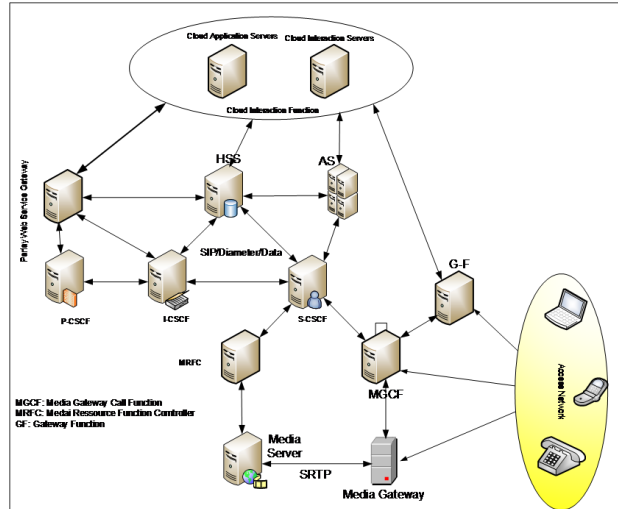 Cloud Application Servers
Cloud Interaction Servers
Cloud Interaction Function
HSS
AS
Parlay Web Service Gateway
SIP/Diameter/Data
G-F
P-CSCF
I-CSCF
S-CSCF
MRFC
MGCF
Access Network
MGCF: Media Gateway Call Function
MRFC: Medai Ressource Function Controller
GF: Gateway Function
Media
Server
SRTP
Media Gateway